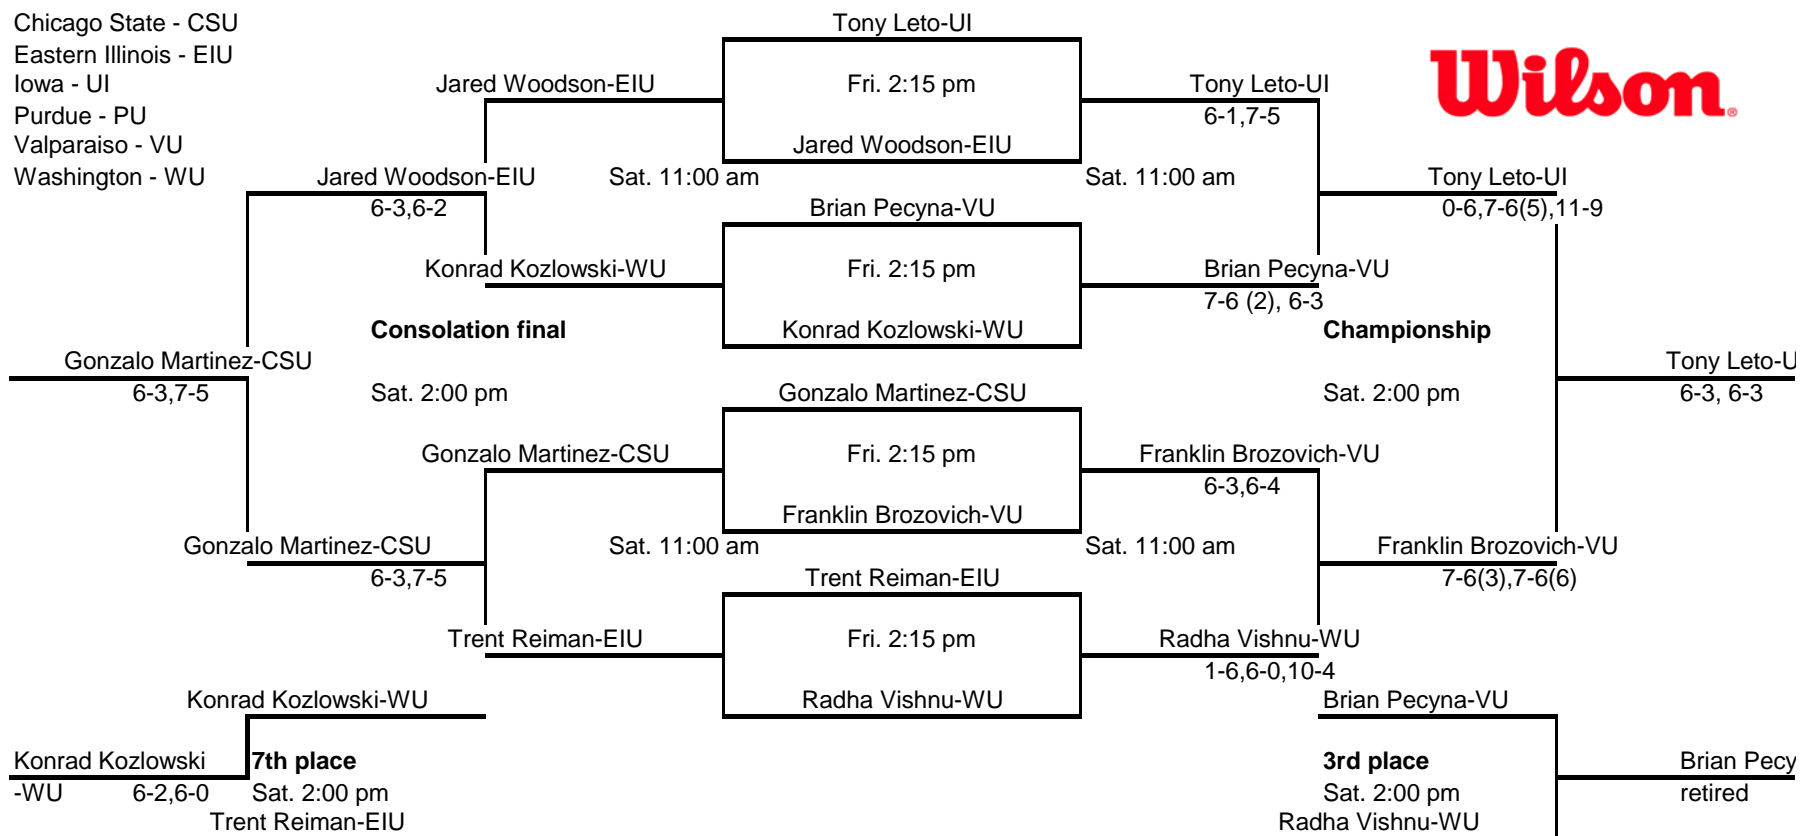 Chicago State - CSU
Tony Leto-UI
Eastern Illinois - EIU
Iowa - UI
Jared Woodson-EIU
Fri. 2:15 pm
Tony Leto-UI
Wilson®
Purdue - PU
6-1,7-5
Valparaiso - VU
Jared Woodson-EIU
Washington - WU
Jared Woodson-EIU
Sat. 11:00 am
Sat. 11:00 am
Tony Leto-UI
6-3,6-2
Brian Pecyna-VU
0-6,7-6(5),11-9
Konrad Kozlowski-WU
Fri. 2:15 pm
Brian Pecyna-VU
7-6 (2), 6-3
Consolation final
Konrad Kozlowski-WU
Championship
Gonzalo Martinez-CSU
Tony Leto-U
6-3,7-5
Sat. 2:00 pm
Gonzalo Martinez-CSU
Sat. 2:00 pm
6-3, 6-3
Gonzalo Martinez-CSU
Fri. 2:15 pm
Franklin Brozovich-VU
6-3,6-4
Franklin Brozovich-VU
Gonzalo Martinez-CSU
Sat. 11:00 am
Sat. 11:00 am
Franklin Brozovich-VU
6-3,7-5
Trent Reiman-EIU
7-6(3),7-6(6)
Trent Reiman-EIU
Fri. 2:15 pm
Radha Vishnu-WU
1-6,6-0,10-4
Konrad Kozlowski-WU
Radha Vishnu-WU
Brian Pecyna-VU
Konrad Kozlowski
7th place
3rd place
Brian Pecy
-WU
6-2,6-0
Sat. 2:00 pm
Sat. 2:00 pm
retired
Trent Reiman-EIU
Radha Vishnu-WU